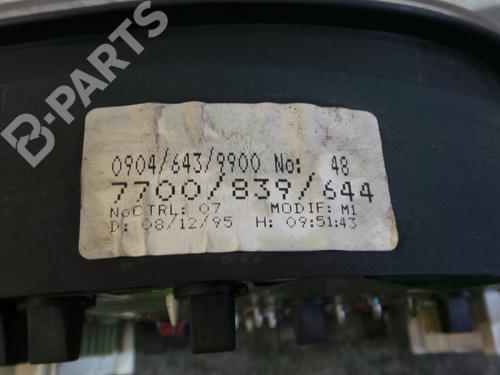 B-PARTS
0904/643/9900 No: 48
7700/839/644
NoCTRL: 07 MODIF: M1
D: 08/12/95 H: 09:51:43